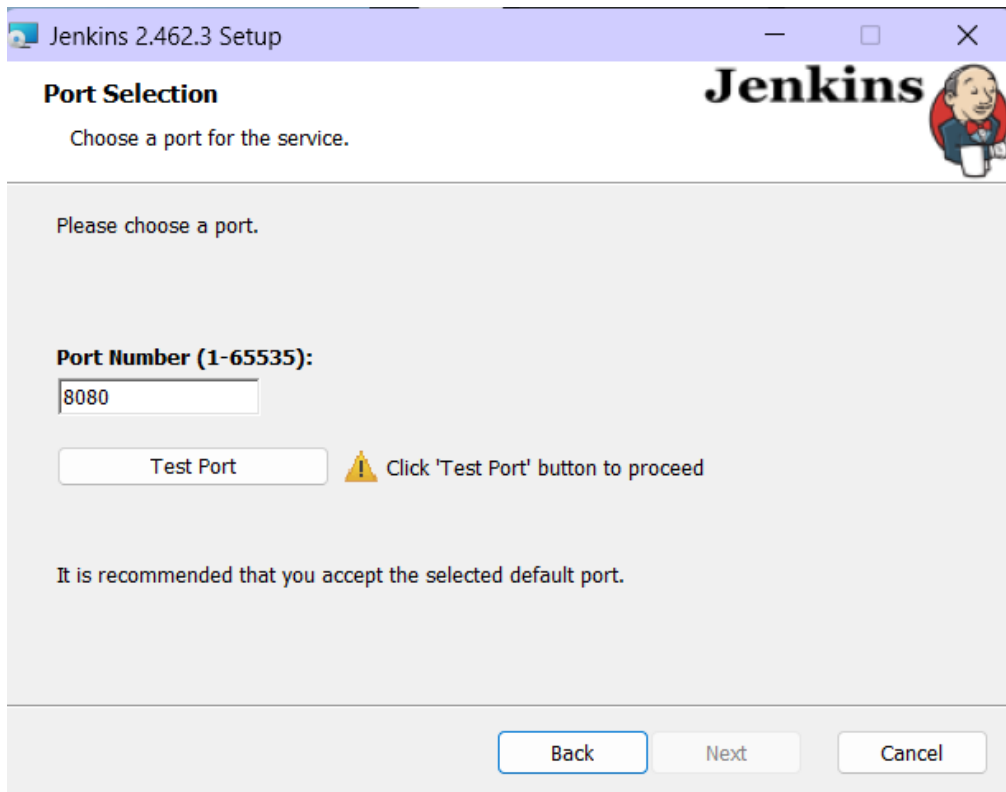 Jenkins 2.462.3 Setup
Port Selection
Jenkins
Choose a port for the service.
Please choose a port.
Port Number (1-65535):
8080
Test Port
Click 'Test Port' button to proceed
It is recommended that you accept the selected default port.
Back
Next
Cancel